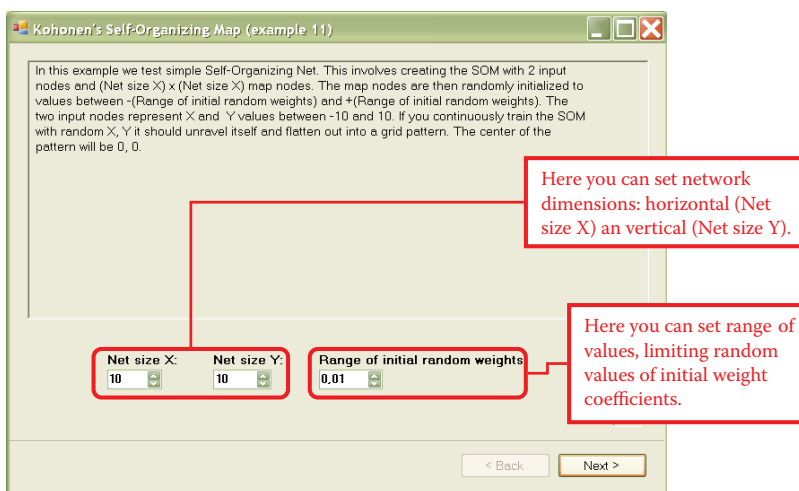 Kohonen's Self-Organizing Map (example 11)
In this example we test simple Self-Organizing Net. This involves creating the SOM with 2 input
nodes and (Net size X) x (Net size X) map nodes. The map nodes are then randomly initialized to
values between -(Range of initial random weights) and +(Range of initial random weights). The
two input nodes represent X and Y values between -10 and 10. If you continuously train the SOM
with random X, Y it should unravel itself and flatten out into a grid pattern. The center of the
pattern will be 0, 0.
Here you can set network
dimensions: horizontal (Net
size X) an vertical (Net size Y).
Here you can set range of
values, limiting random
values of initial weight
coefficients.
Net size X: Net size Y: Range of initial random weights
10 10 0,01
< Back Next >